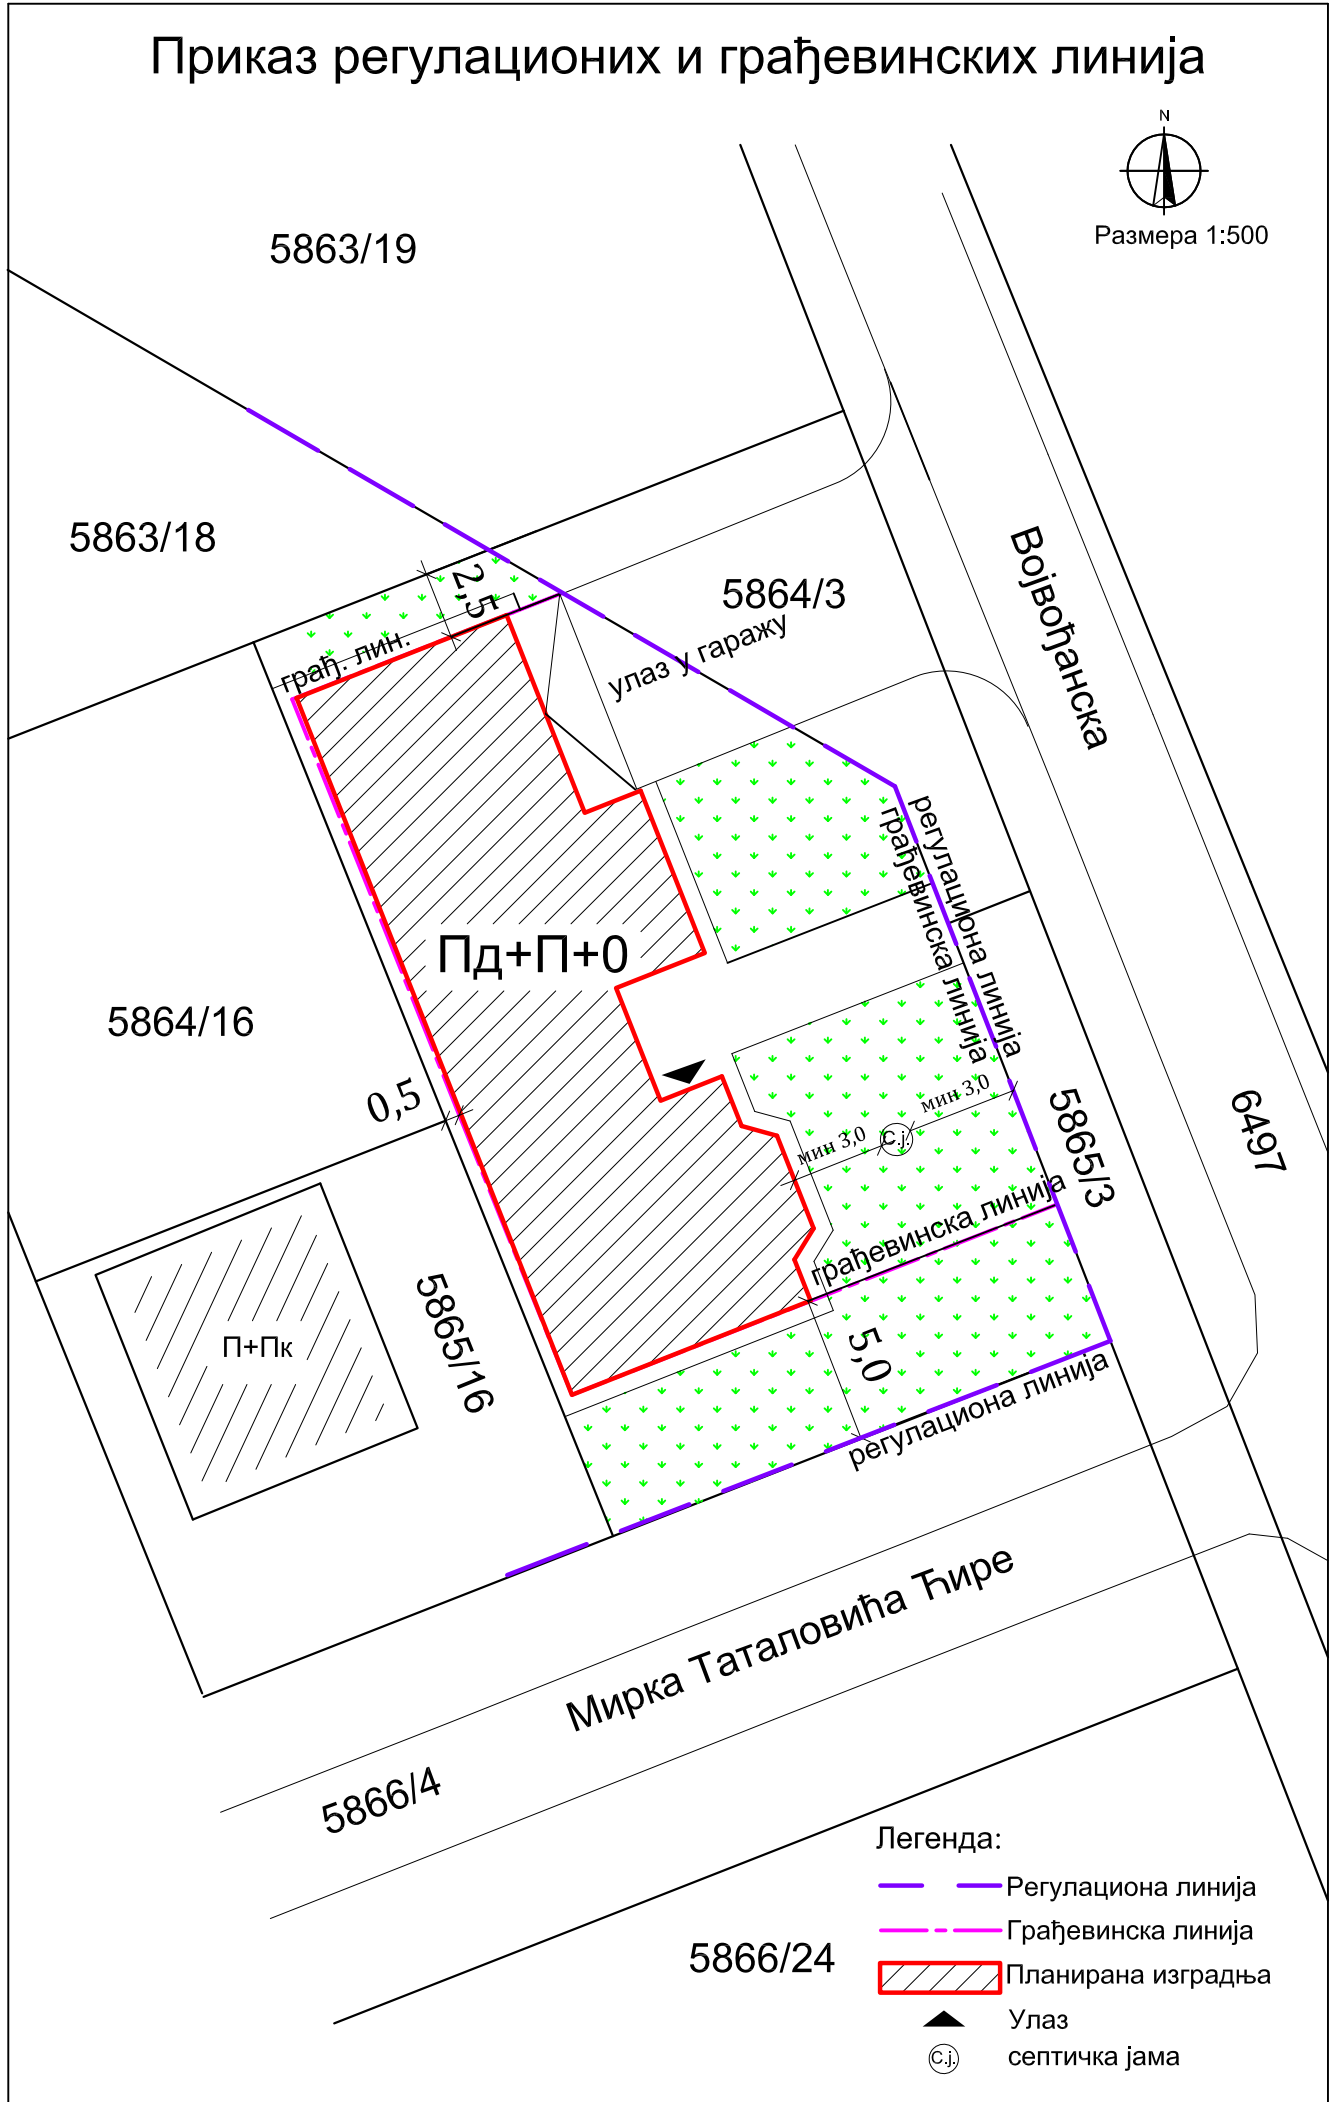 Приказ регулационих и грађевинских линија
N
Размера 1:500
5863/19
5863/18
2,5
5864/3
Војвођанска
грађ. лин.
улаз у гаражу
регулациона линија
грађевинска линија
Пд+П+0
5864/16
0,5
мин 3,0
мин 3,0
С.ј.
5865/3
6497
грађевинска линија
П+Пк
5865/16
5,0
регулациона линија
Мирка Таталовића Ћире
5866/4
5866/24
Легенда:
Регулациона линија
Грађевинска линија
Планирана изградња
Улаз
С.ј. септичка јама